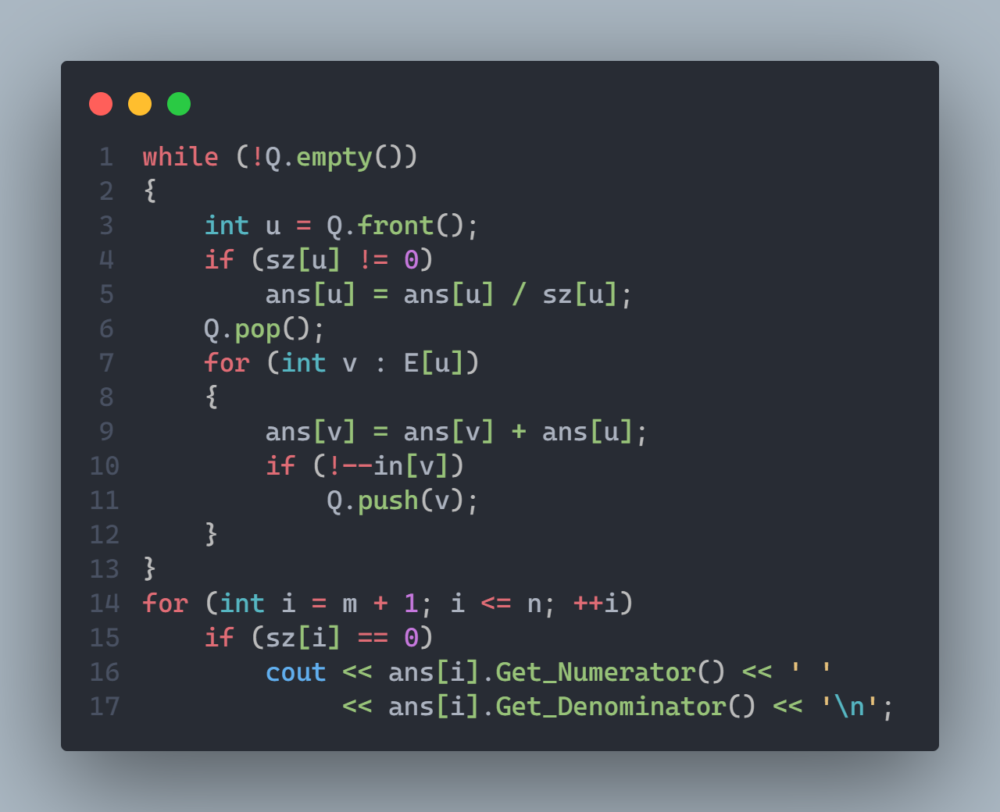 1 while (!Q.empty())
2 {
3     int u = Q.front();
4     if (sz[u] != 0)
5         ans[u] = ans[u] / sz[u];
6     Q.pop();
7     for (int v : E[u])
8     {
9         ans[v] = ans[v] + ans[u];
10         if (!--in[v])
11             Q.push(v);
12     }
13 }
14 for (int i = m + 1; i <= n; ++i)
15     if (sz[i] == 0)
16         cout << ans[i].Get_Numerator() << ' '
17              << ans[i].Get_Denominator() << '\n';